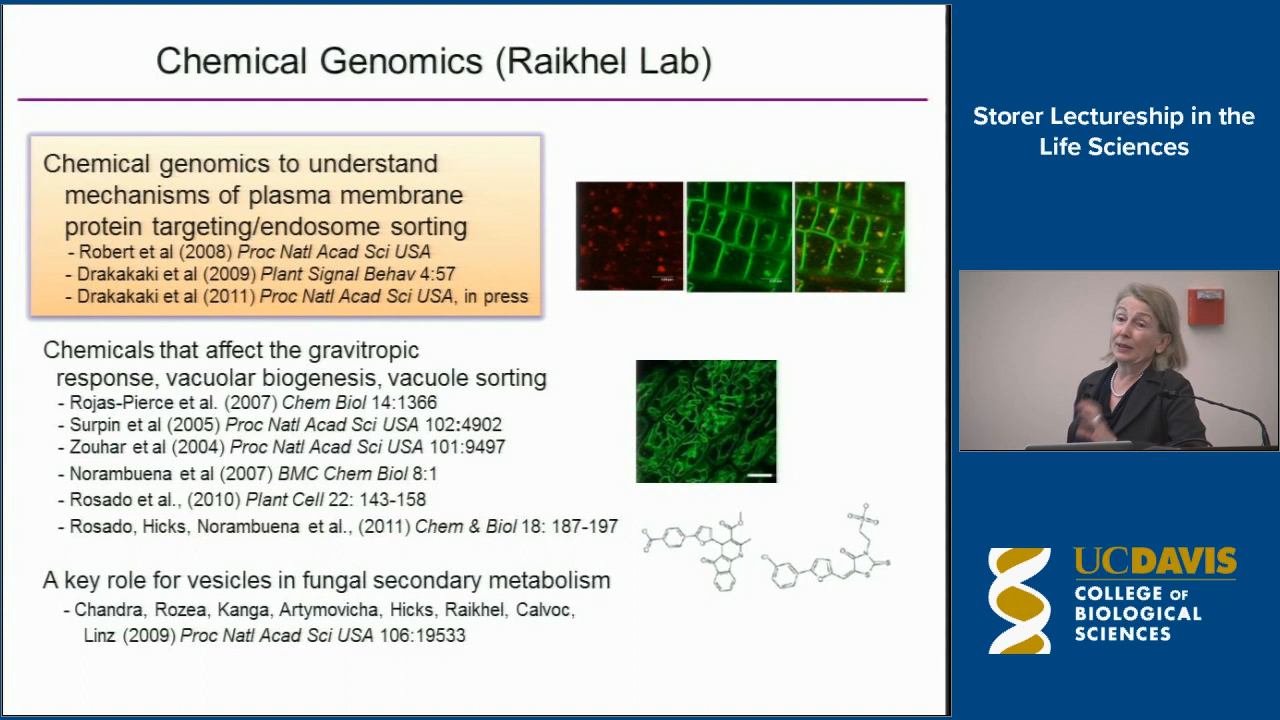 Chemical Genomics (Raikhel Lab)
Chemical genomics to understand
mechanisms of plasma membrane
protein targeting/endosome sorting
- Robert et al (2008) Proc Natl Acad Sci USA
- Drakakaki et al (2009) Plant Signal Behav 4:57
- Drakakaki et al (2011) Proc Natl Acad Sci USA, in press
Chemicals that affect the gravitropic
response, vacuolar biogenesis, vacuole sorting
- Rojas-Pierce et al. (2007) Chem Biol 14:1366
- Surpin et al (2005) Proc Natl Acad Sci USA 102:4902
- Zouhar et al (2004) Proc Natl Acad Sci USA 101:9497
- Norambuena et al (2007) BMC Chem Biol 8:1
- Rosado et al., (2010) Plant Cell 22: 143-158
- Rosado, Hicks, Norambuena et al., (2011) Chem & Biol 18: 187-197
A key role for vesicles in fungal secondary metabolism
- Chandra, Rozea, Kanga, Artymovicha, Hicks, Raikhel, Calvoc,
Linz (2009) Proc Natl Acad Sci USA 106:19533
Storer Lectureship in the
Life Sciences
UCDAVIS
COLLEGE OF
BIOLOGICAL
SCIENCES